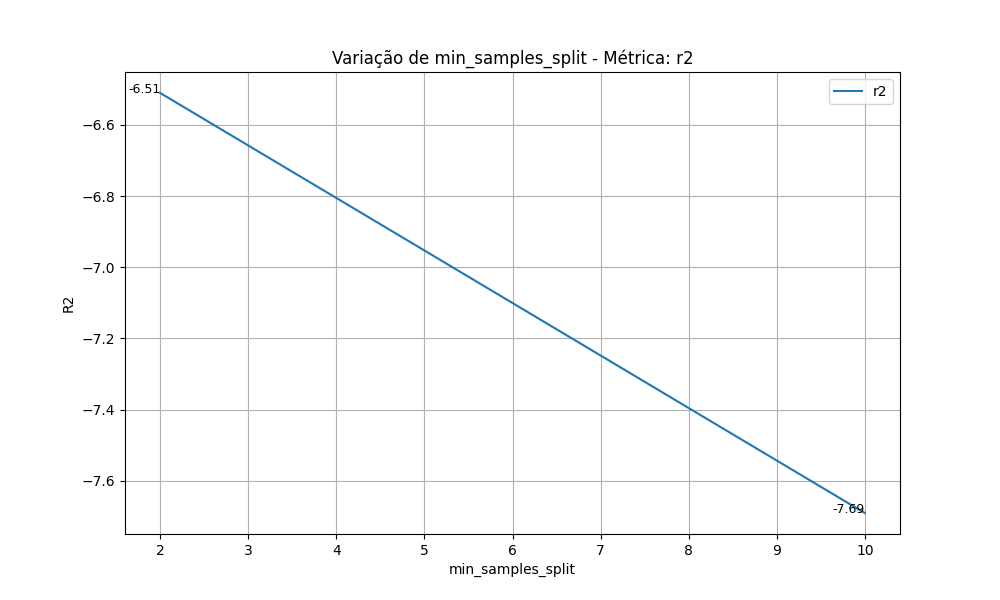 Variação de min_samples_split - Métrica: r2
-6.51
r2
−6.6
−6.8
−7.0
−7.2
−7.4
−7.6
R2
-7.69
2 3 4 5 6 7 8 9 10
min_samples_split